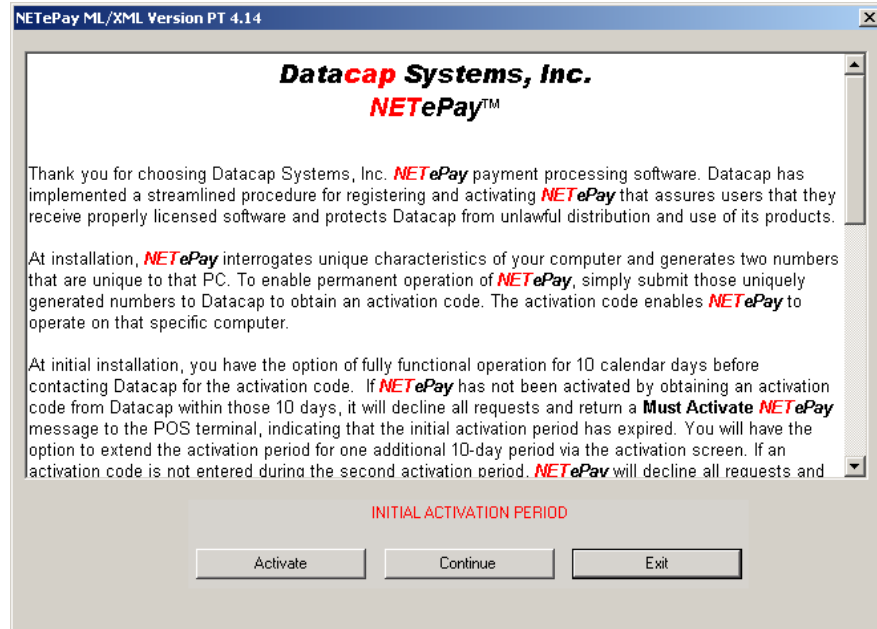 NETePay ML/XML Version PT 4.14
Datacap Systems, Inc.
NETePay™
Thank you for choosing Datacap Systems, Inc. NETePay payment processing software. Datacap has
implemented a streamlined procedure for registering and activating NETePay that assures users that they
receive properly licensed software and protects Datacap from unlawful distribution and use of its products.
At installation, NETePay interrogates unique characteristics of your computer and generates two numbers
that are unique to that PC. To enable permanent operation of NETePay, simply submit those uniquely
generated numbers to Datacap to obtain an activation code. The activation code enables NETePay to
operate on that specific computer.
At initial installation, you have the option of fully functional operation for 10 calendar days before
contacting Datacap for the activation code.  If NETePay has not been activated by obtaining an activation
code from Datacap within those 10 days, it will decline all requests and return a Must Activate NETePay
message to the POS terminal, indicating that the initial activation period has expired. You will have the
option to extend the activation period for one additional 10-day period via the activation screen. If an
activation code is not entered during the second activation period, NETePay will decline all requests and
INITIAL ACTIVATION PERIOD
Activate Continue Exit